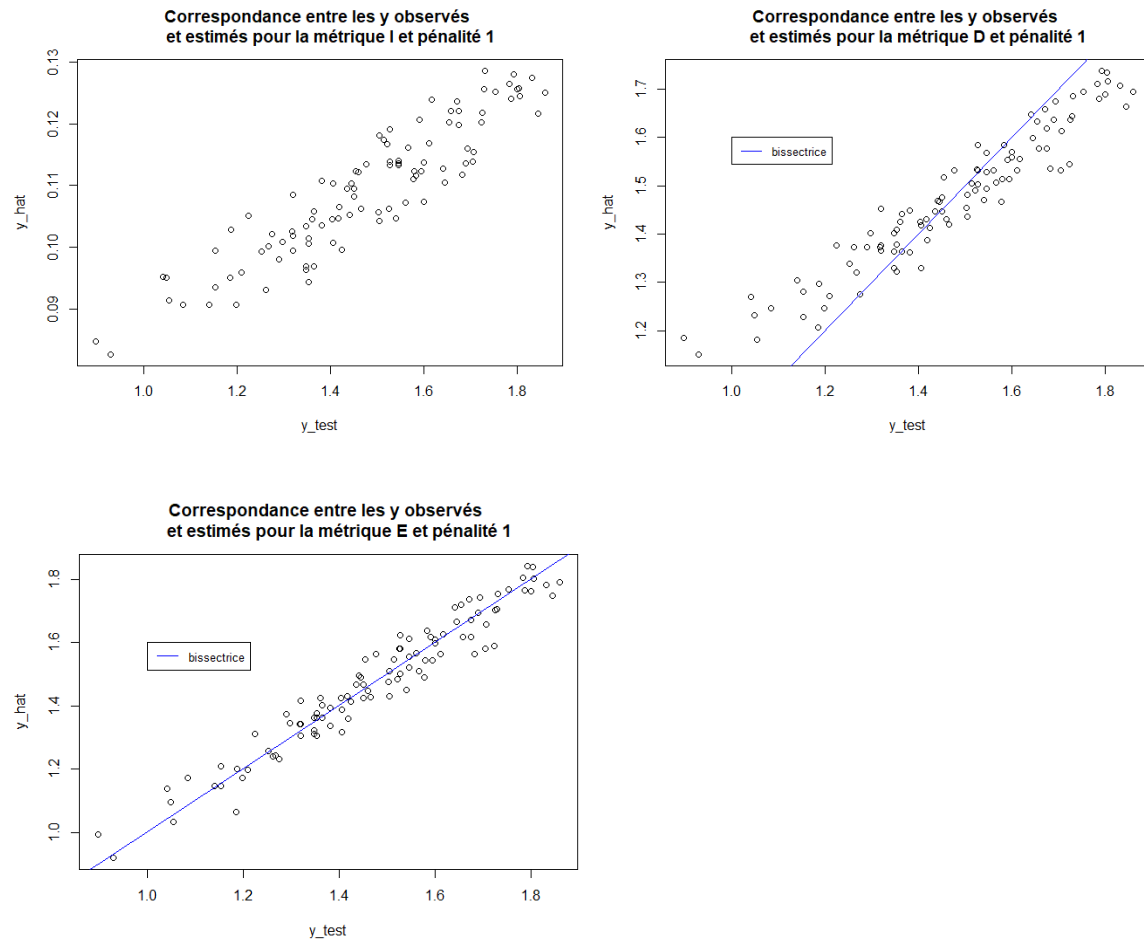 Correspondance entre les y observés
et estimés pour la métrique I et pénalité 1
y_hat
0.13
0.12
0.11
0.10
0.09
1.0 1.2 1.4 1.6 1.8
y_test
Correspondance entre les y observés
et estimés pour la métrique D et pénalité 1
y_hat
1.7
1.6
1.5
1.4
1.3
1.2
bissectrice
1.0 1.2 1.4 1.6 1.8
y_test
Correspondance entre les y observés
et estimés pour la métrique E et pénalité 1
y_hat
1.8
1.6
1.4
1.2
1.0
bissectrice
1.0 1.2 1.4 1.6 1.8
y_test